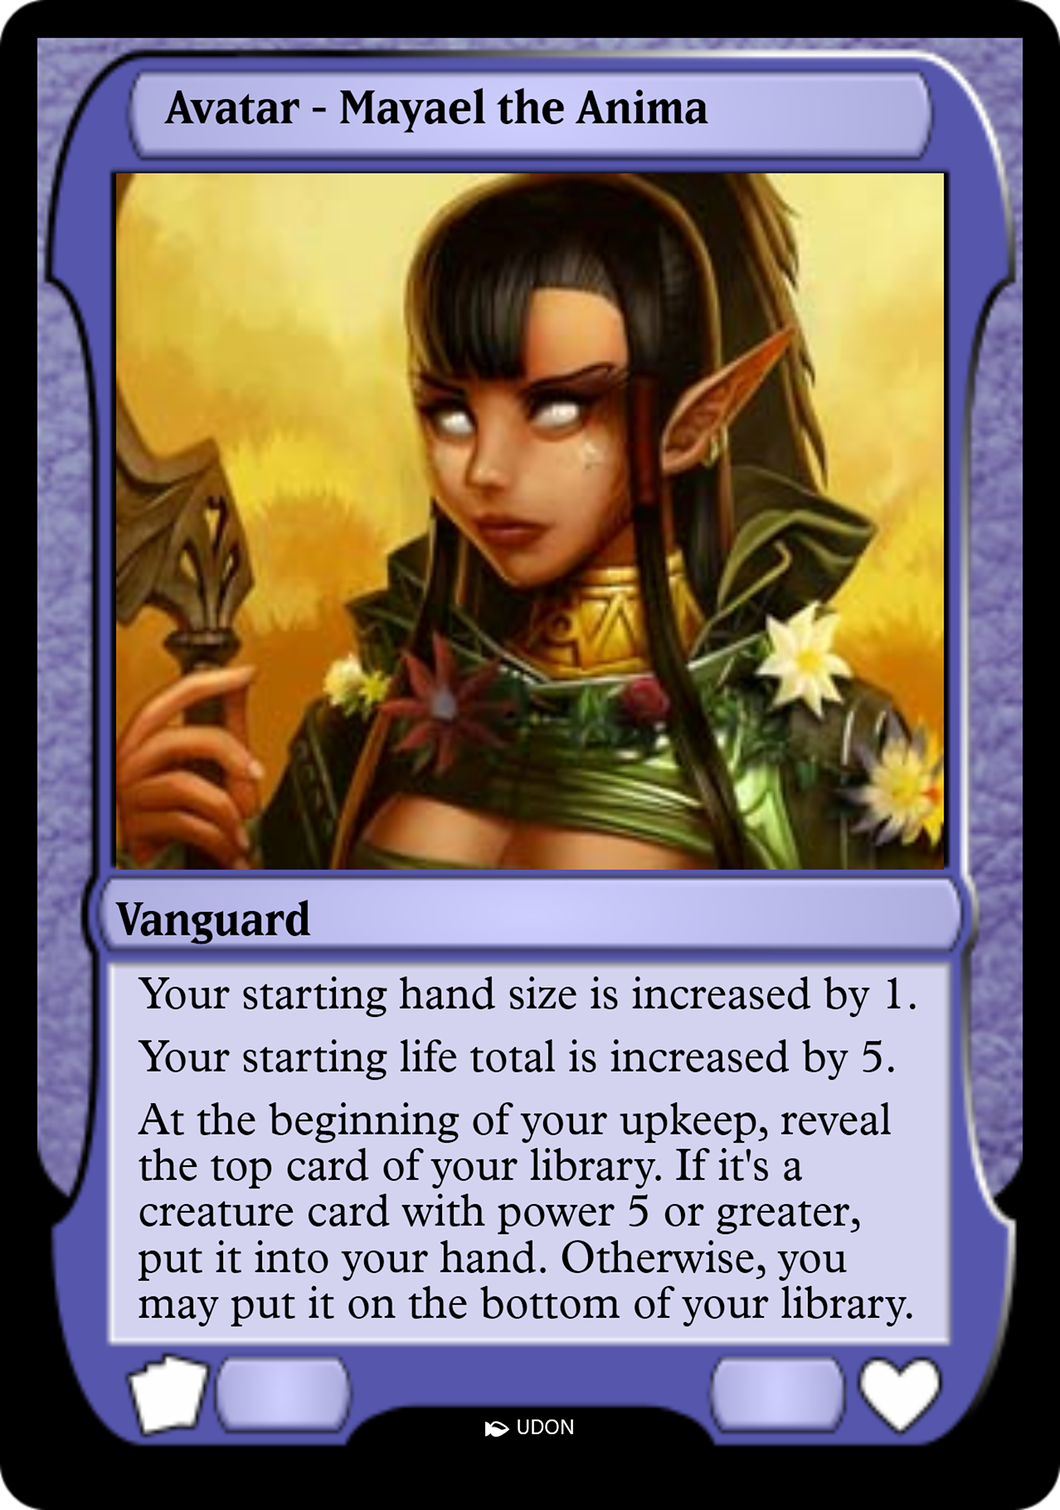 Avatar - Mayael the Anima
Vanguard
Your starting hand size is increased by 1.
Your starting life total is increased by 5.
At the beginning of your upkeep, reveal
the top card of your library. If it's a
creature card with power 5 or greater,
put it into your hand. Otherwise, you
may put it on the bottom of your library.
UDON